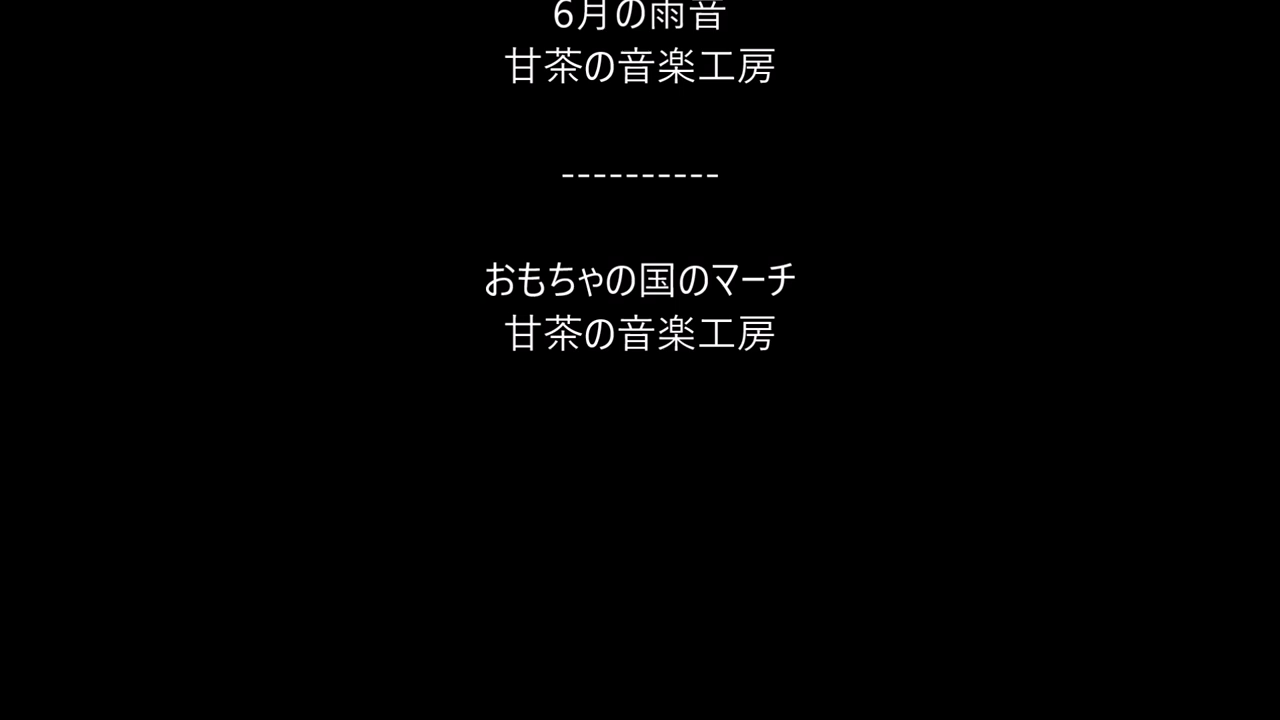 6月の雨音
甘茶の音楽工房
----------
おもちゃの国のマーチ
甘茶の音楽工房